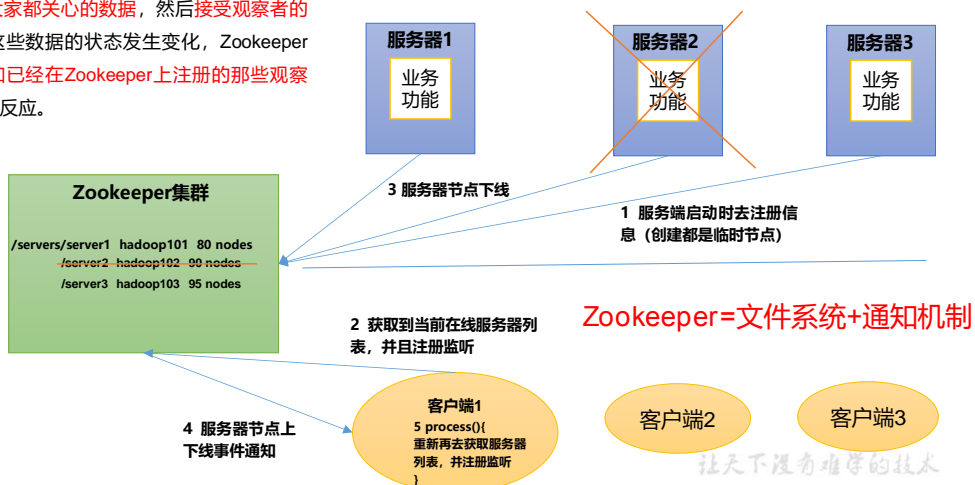 大家都关心的数据，然后接受观察者的
这些数据的状态发生变化，Zookeeper
知已经在Zookeeper上注册的那些观察
反应。
服务器1
业务
功能
服务器2
业务
功能
服务器3
业务
功能
3 服务器节点下线
1 服务端启动时去注册信
息（创建都是临时节点）
Zookeeper集群
/servers/server1 hadoop101 80 nodes
/server2 hadoop102 90 nodes
/server3 hadoop103 95 nodes
Zookeeper=文件系统+通知机制
2 获取到当前在线服务器列
表，并且注册监听
4 服务器节点上
下线事件通知
客户端1
5 process(){
重新再去获取服务器
列表，并注册监听
}
客户端2
客户端3
让天下没有难学的技术